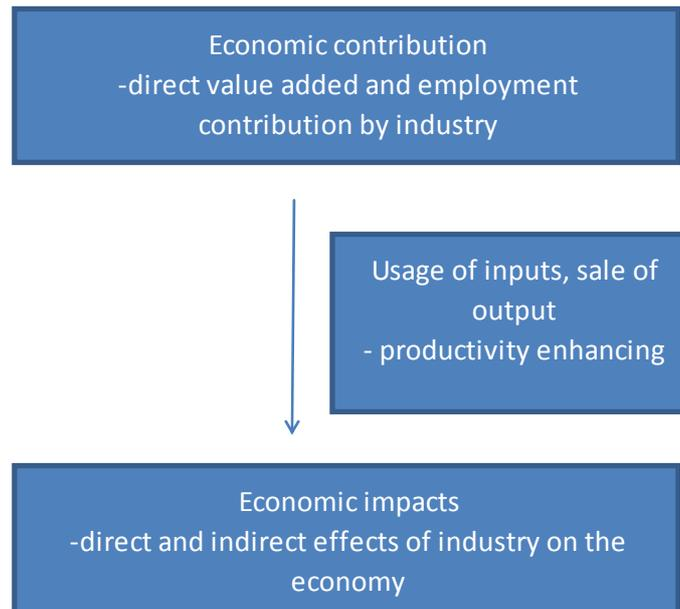 Economic contribution
-direct value added and employment
contribution by industry
Usage of inputs, sale of
output
- productivity enhancing
Economic impacts
-direct and indirect effects of industry on the
economy